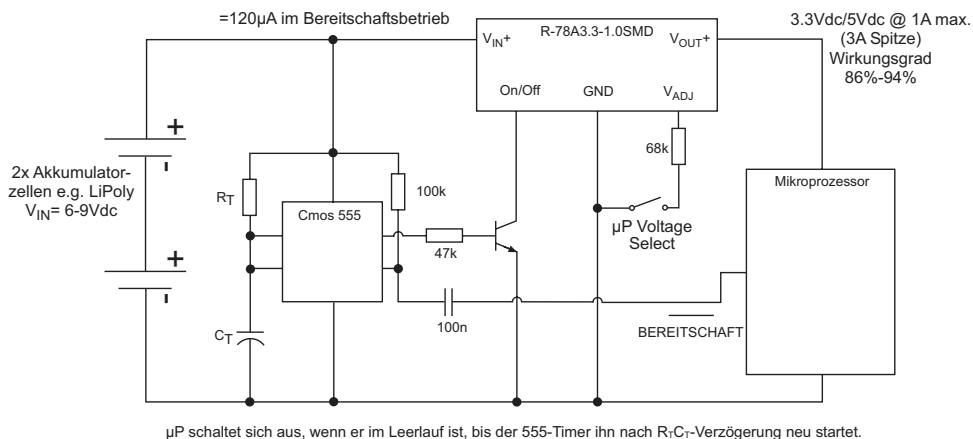 =120µA im Bereitschaftsbetrieb
3.3Vdc/5Vdc @ 1A max.
(3A Spitze)
Wirkungsgrad
86%-94%
R-78A3.3-1.0SMD
VIN+
VOUT+
On/Off
GND
VADJ
2x Akkumulator-
zellen e.g. LiPoly
VIN= 6-9Vdc
+
-
+
-
RT
100k
Cmos 555
47k
68k
µP Voltage
Select
Mikroprozessor
100n
BEREITSCHAFT
CT
µP schaltet sich aus, wenn er im Leerlauf ist, bis der 555-Timer ihn nach RTCT-Verzögerung neu startet.